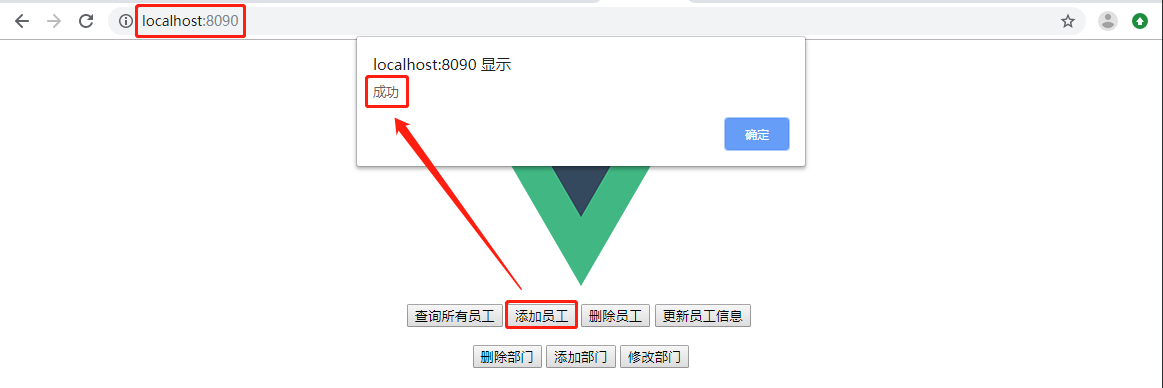 localhost:8090
localhost:8090 显示
成功
确定
查询所有员工 添加员工 删除员工 更新员工信息
删除部门 添加部门 修改部门